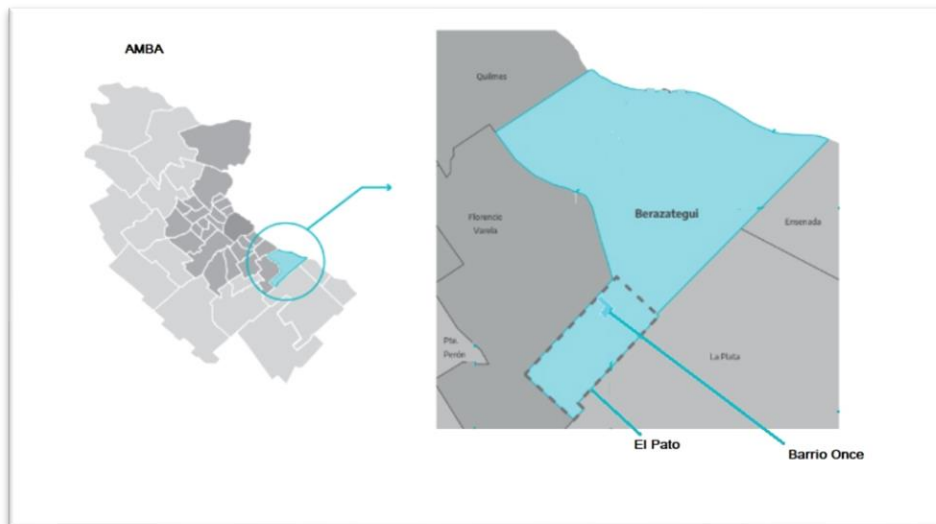 AMBA
Quilmes
Florencio
Varela
Berazategui
Ensenada
Pte.
Perón
La Plata
El Pato
Barrio Once